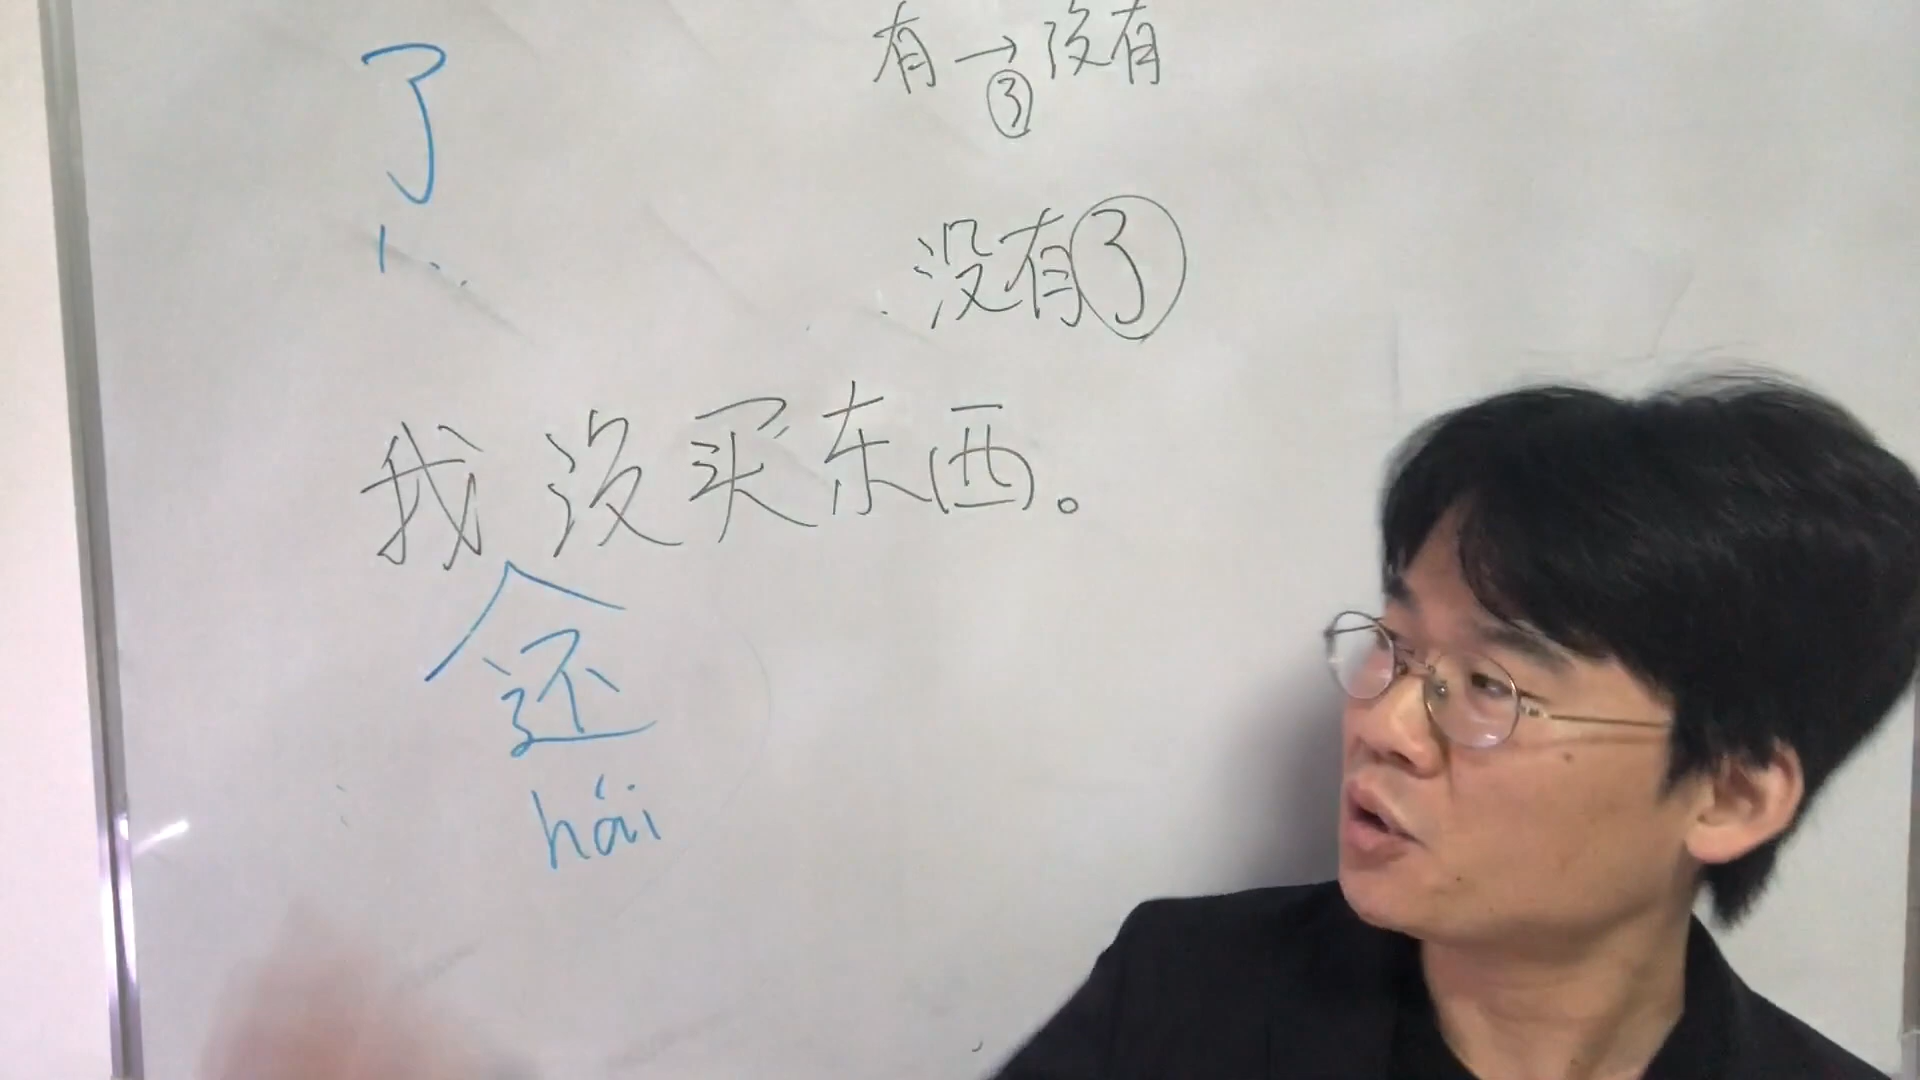 了
有→没有
了
没有了
我没买东西。
还
hái